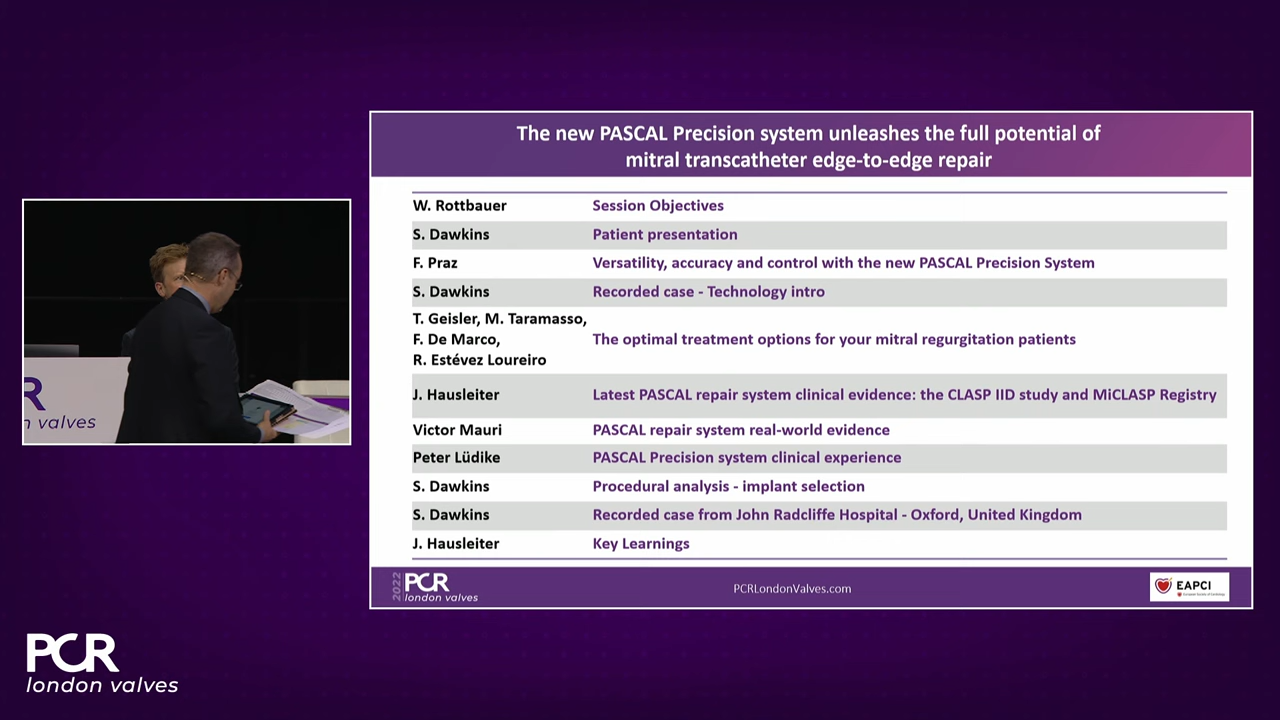 The new PASCAL Precision system unleashes the full potential of
mitral transcatheter edge-to-edge repair
W. Rottbauer Session Objectives
S. Dawkins Patient presentation
F. Praz Versatility, accuracy and control with the new PASCAL Precision System
S. Dawkins Recorded case - Technology intro
T. Geisler, M. Taramasso,
F. De Marco,
R. Estévez Loureiro
The optimal treatment options for your mitral regurgitation patients
J. Hausleiter Latest PASCAL repair system clinical evidence: the CLASP IID study and MiCLASP Registry
Victor Mauri PASCAL repair system real-world evidence
Peter Lüdike PASCAL Precision system clinical experience
S. Dawkins Procedural analysis - implant selection
S. Dawkins Recorded case from John Radcliffe Hospital - Oxford, United Kingdom
J. Hausleiter Key Learnings
2022
PCR
london valves
PCRLondonValves.com
EAPCI
R
n valves
PCR
london valves